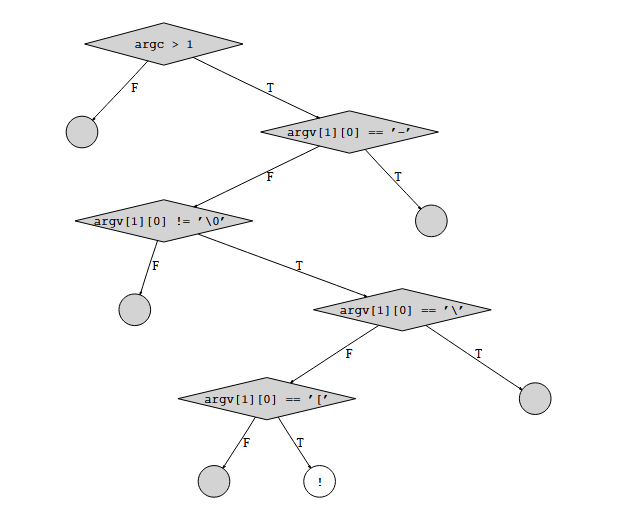 argc > 1
F
T
argv[1][0] == ’-’
F
T
argv[1][0] != ’\0’
F
T
argv[1][0] == ’\’
F
T
argv[1][0] == ’[’
F
T
!